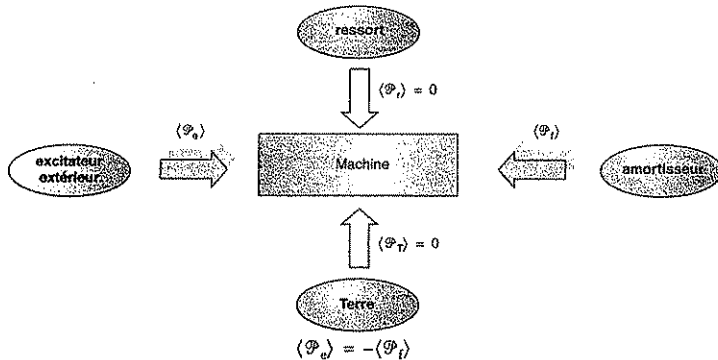 ressort
⟨𝒫r⟩ = 0
⟨𝒫e⟩
⟨𝒫f⟩
excitateur
extérieur
Machine
amortisseur
⟨𝒫T⟩ = 0
Terre
⟨𝒫e⟩ = -⟨𝒫f⟩